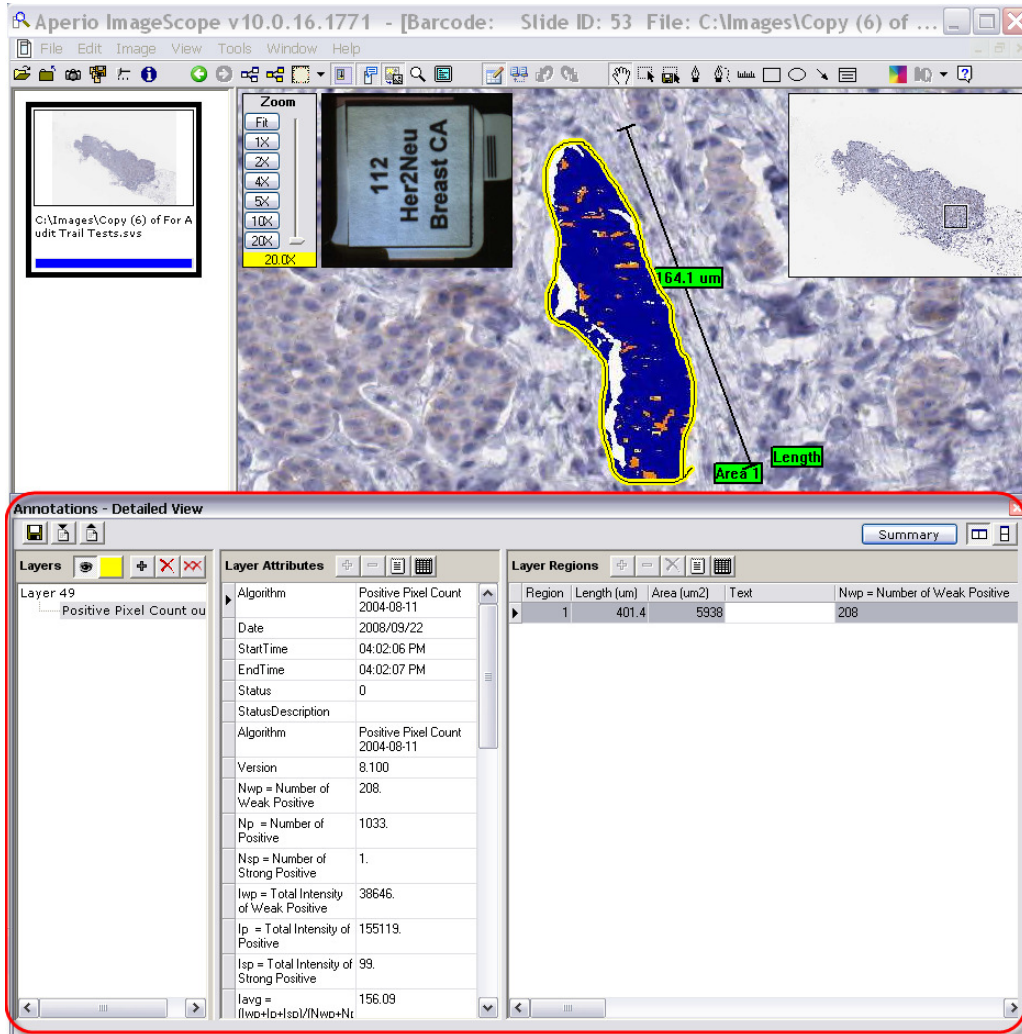 Aperio ImageScope v10.0.16.1771 - [Barcode: Slide ID: 53 File: C:\Images\Copy (6) of ...
File Edit Image View Tools Window Help
C:\Images\Copy (6) of For A
udit Trail Tests.svs
Zoom
Fit
1X
2X
4X
5X
10X
20X
20.0X
112
Her2Neu
Breast CA
164.1 um
Length
Area 1
Annotations - Detailed View
Summary
Layers
Layer 49
Positive Pixel Count ou
Layer Attributes
Algorithm Positive Pixel Count
2004-08-11
Date 2008/09/22
StartTime 04:02:06 PM
EndTime 04:02:07 PM
Status 0
StatusDescription
Algorithm Positive Pixel Count
2004-08-11
Version 8.100
Nwp = Number of 208.
Weak Positive
Np = Number of 1033.
Positive
Nsp = Number of 1.
Strong Positive
Iwp = Total Intensity 38646.
of Weak Positive
Ip = Total Intensity of 155119.
Positive
Isp = Total Intensity of 99.
Strong Positive
Iavg = 156.09
(Iwp+Ip+Isp)/(Nwp+Np
Layer Regions
Region Length (um) Area (um2) Text Nwp = Number of Weak Positive
1 401.4 5938 208